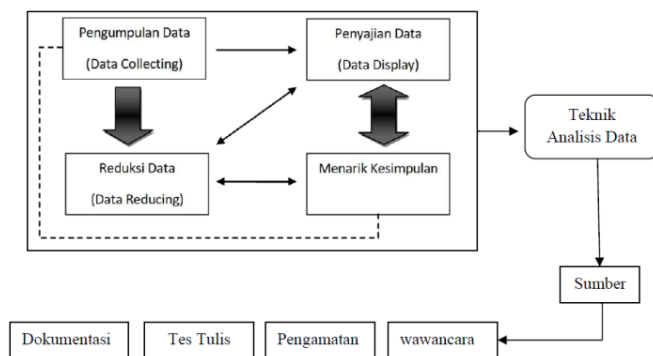 Pengumpulan Data
(Data Collecting)
Penyajian Data
(Data Display)
Reduksi Data
(Data Reducing)
Menarik Kesimpulan
Teknik
Analisis Data
Sumber
Dokumentasi
Tes Tulis
Pengamatan
wawancara